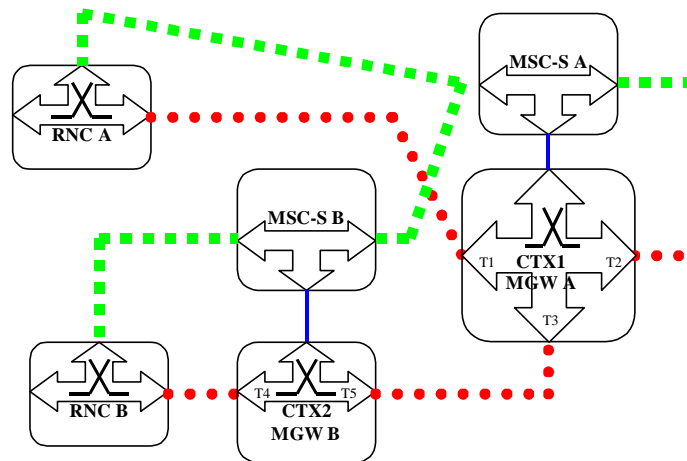 MSC-S A
RNC A
MSC-S B
T1
CTX1
T2
MGW A
T3
RNC B
T4
CTX2
T5
MGW B